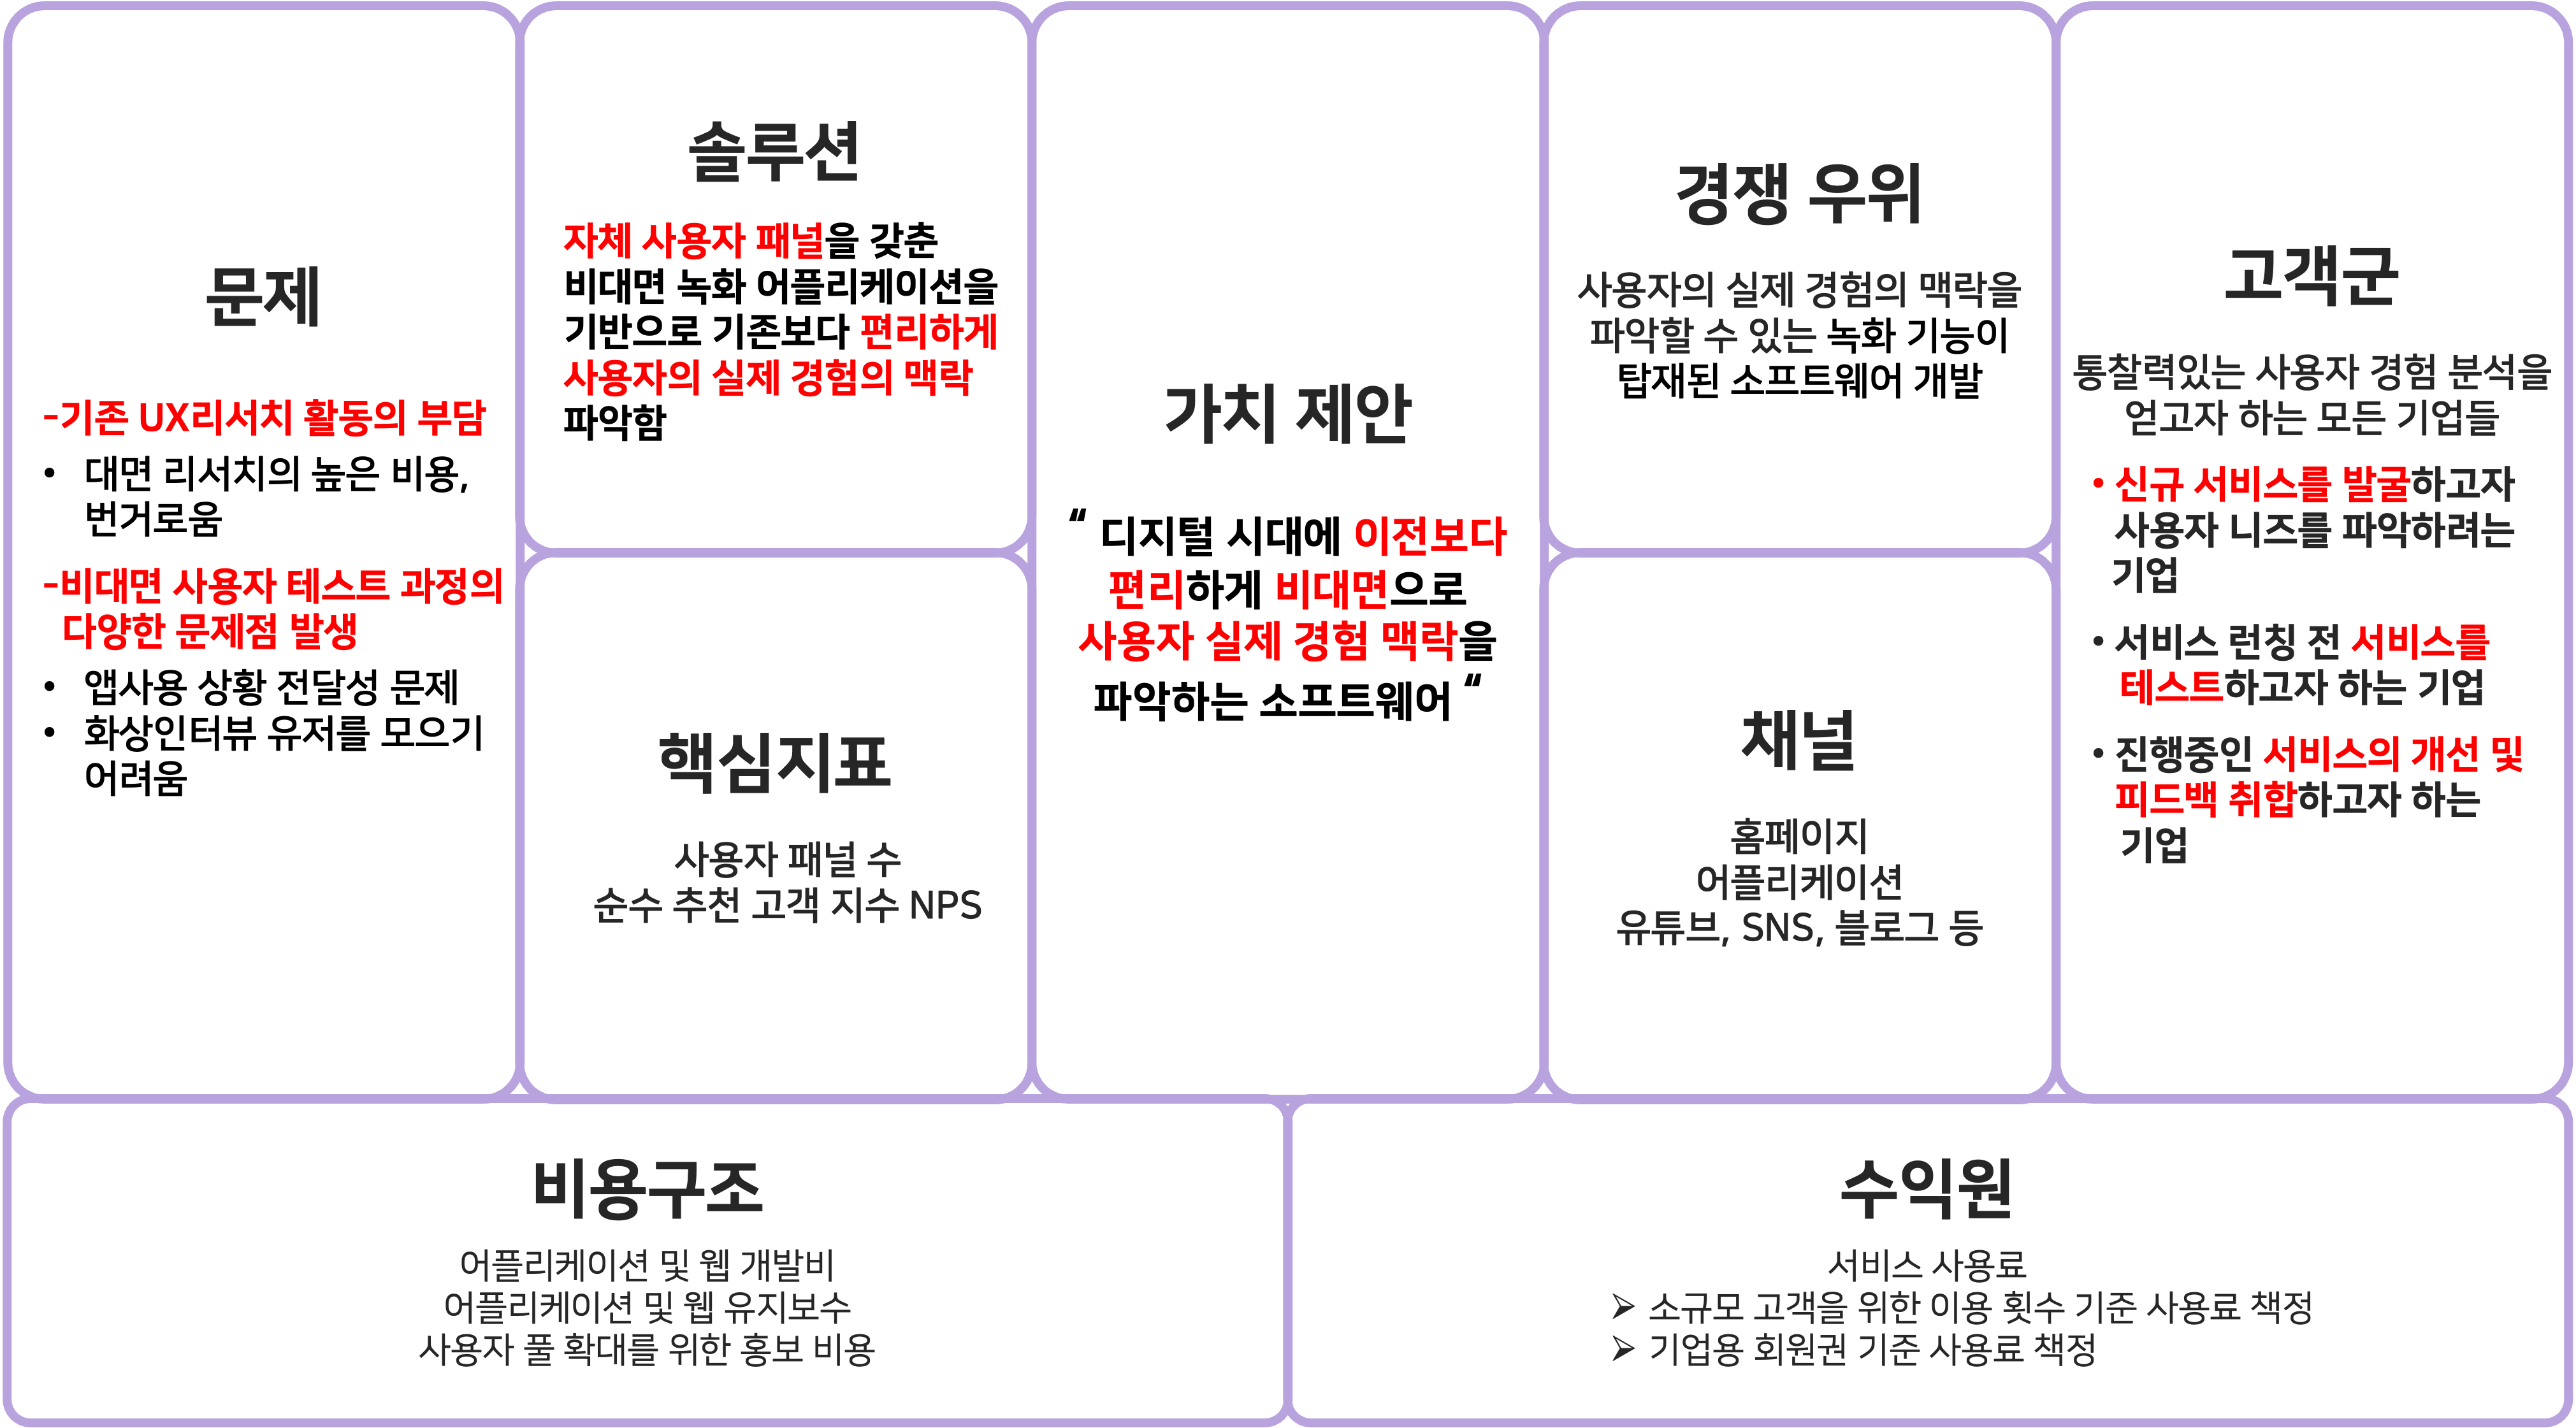 문제
-기존 UX리서치 활동의 부담
• 대면 리서치의 높은 비용,
번거로움
-비대면 사용자 테스트 과정의
다양한 문제점 발생
• 앱사용 상황 전달성 문제
• 화상인터뷰 유저를 모으기
어려움
솔루션
자체 사용자 패널을 갖춘
비대면 녹화 어플리케이션을
기반으로 기존보다 편리하게
사용자의 실제 경험의 맥락
파악함
핵심지표
사용자 패널 수
순수 추천 고객 지수 NPS
가치 제안
“ 디지털 시대에 이전보다
편리하게 비대면으로
사용자 실제 경험 맥락을
파악하는 소프트웨어 “
경쟁 우위
사용자의 실제 경험의 맥락을
파악할 수 있는 녹화 기능이
탑재된 소프트웨어 개발
채널
홈페이지
어플리케이션
유튜브, SNS, 블로그 등
고객군
통찰력있는 사용자 경험 분석을
얻고자 하는 모든 기업들
• 신규 서비스를 발굴하고자
사용자 니즈를 파악하려는
기업
• 서비스 런칭 전 서비스를
테스트하고자 하는 기업
• 진행중인 서비스의 개선 및
피드백 취합하고자 하는
기업
비용구조
어플리케이션 및 웹 개발비
어플리케이션 및 웹 유지보수
사용자 풀 확대를 위한 홍보 비용
수익원
서비스 사용료
➢ 소규모 고객을 위한 이용 횟수 기준 사용료 책정
➢ 기업용 회원권 기준 사용료 책정